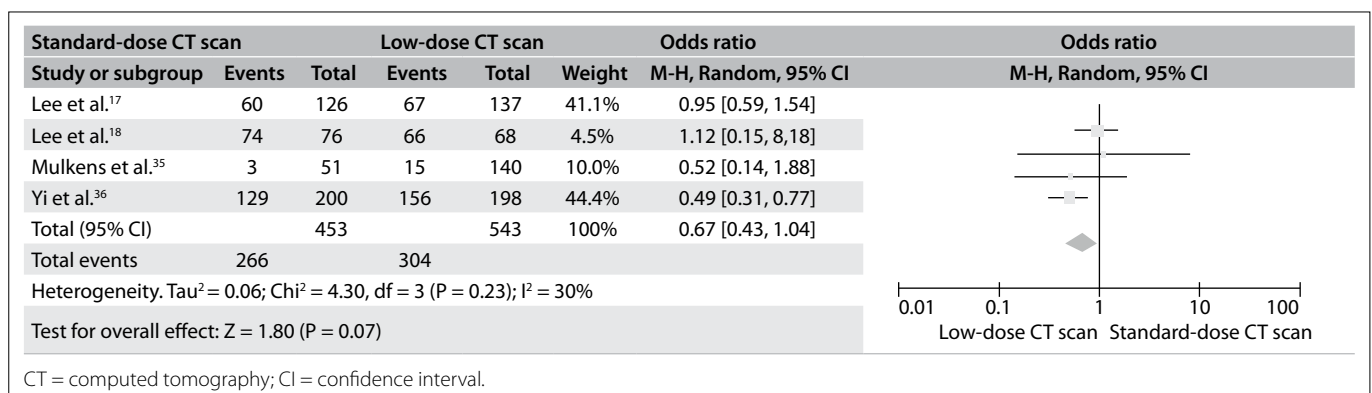 Standard-dose CT scan Low-dose CT scan Odds ratio Odds ratio
Study or subgroup Events Total Events Total Weight M-H, Random, 95% CI M-H, Random, 95% CI
Lee et al.17 60 126 67 137 41.1% 0.95 [0.59, 1.54]
Lee et al.18 74 76 66 68 4.5% 1.12 [0.15, 8,18]
Mulkens et al.35 3 51 15 140 10.0% 0.52 [0.14, 1.88]
Yi et al.36 129 200 156 198 44.4% 0.49 [0.31, 0.77]
Total (95% CI) 453 543 100% 0.67 [0.43, 1.04]
Total events 266 304
Heterogeneity. Tau² = 0.06; Chi² = 4.30, df = 3 (P = 0.23); I² = 30%
Test for overall effect: Z = 1.80 (P = 0.07)
0.01 0.1 1 10 100
Low-dose CT scan Standard-dose CT scan
CT = computed tomography; CI = confidence interval.